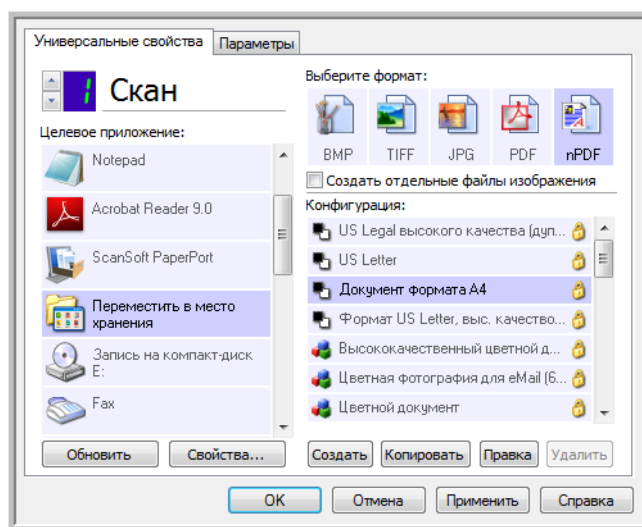 Универсальные свойства
Параметры
1
Скан
Целевое приложение:
Notepad
Acrobat Reader 9.0
ScanSoft PaperPort
Переместить в место
хранения
Запись на компакт-диск
E:
Fax
Обновить
Свойства...
Выберите формат:
BMP
TIFF
JPG
PDF
nPDF
Создать отдельные файлы изображения
Конфигурация:
US Legal высокого качества (дуп...
US Letter
Документ формата A4
Формат US Letter, выс. качество...
Высококачественный цветной д...
Цветная фотография для eMail (6...
Цветной документ
Создать
Копировать
Правка
Удалить
OK
Отмена
Применить
Справка